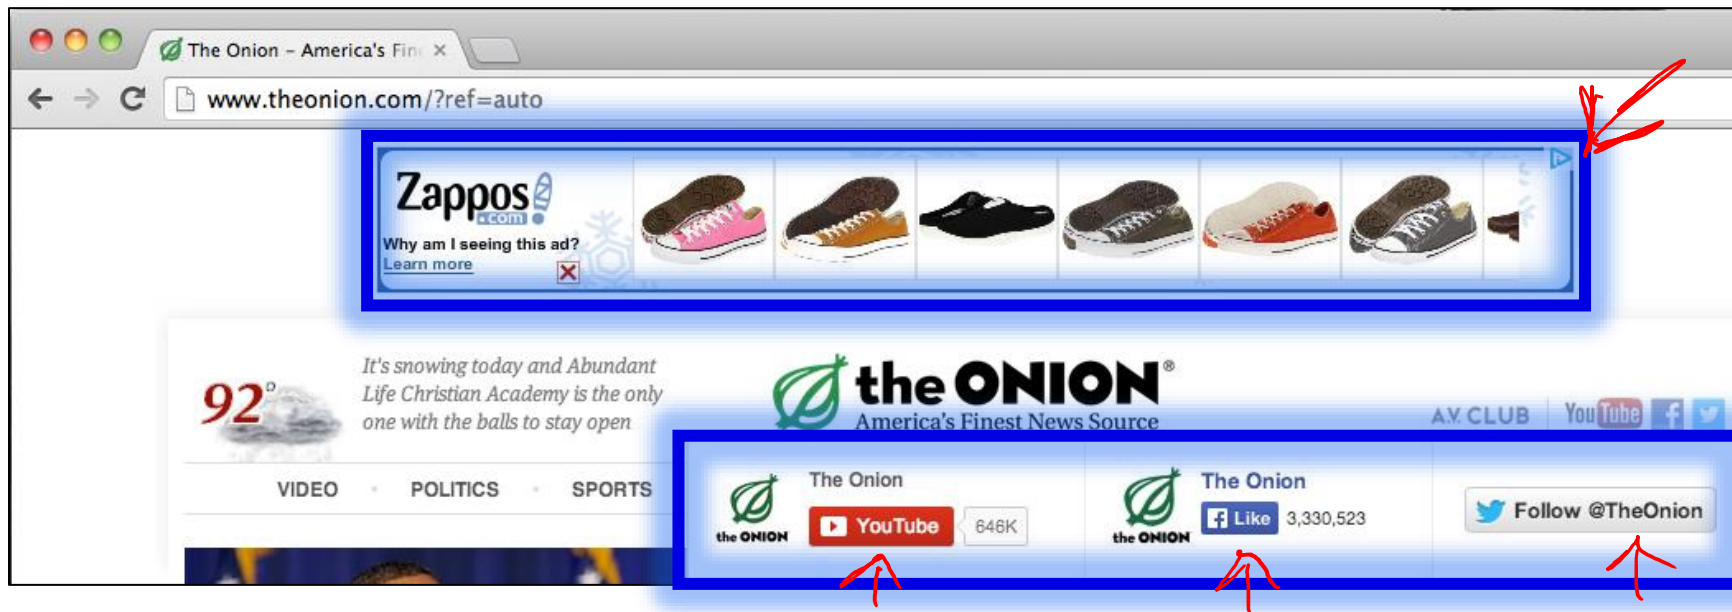 The Onion – America's Fin
www.theonion.com/?ref=auto
Zappos
.com
Why am I seeing this ad?
Learn more
92°
It's snowing today and Abundant
Life Christian Academy is the only
one with the balls to stay open
the ONION®
America's Finest News Source
A.V. CLUB YouTube
VIDEO POLITICS SPORTS
The Onion
the ONION
YouTube 646K
The Onion
the ONION
Like 3,330,523
Follow @TheOnion